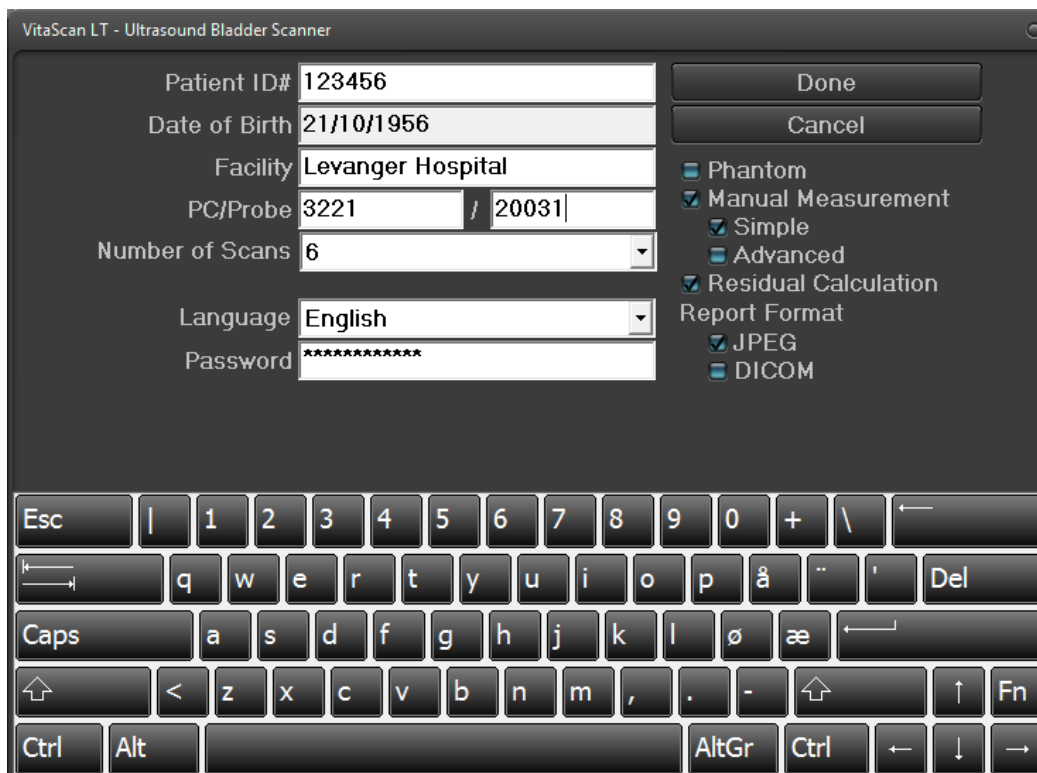 VitaScan LT - Ultrasound Bladder Scanner
Patient ID# 123456
Date of Birth 21/10/1956
Facility Levanger Hospital
PC/Probe 3221 / 20031
Number of Scans 6
Language English
Password ************
Done
Cancel
Phantom
Manual Measurement
Simple
Advanced
Residual Calculation
Report Format
JPEG
DICOM
Esc | 1 2 3 4 5 6 7 8 9 0 + \
q w e r t y u i o p å ¨ ' Del
Caps a s d f g h j k l ø æ
< z x c v b n m , . - Fn
Ctrl Alt AltGr Ctrl